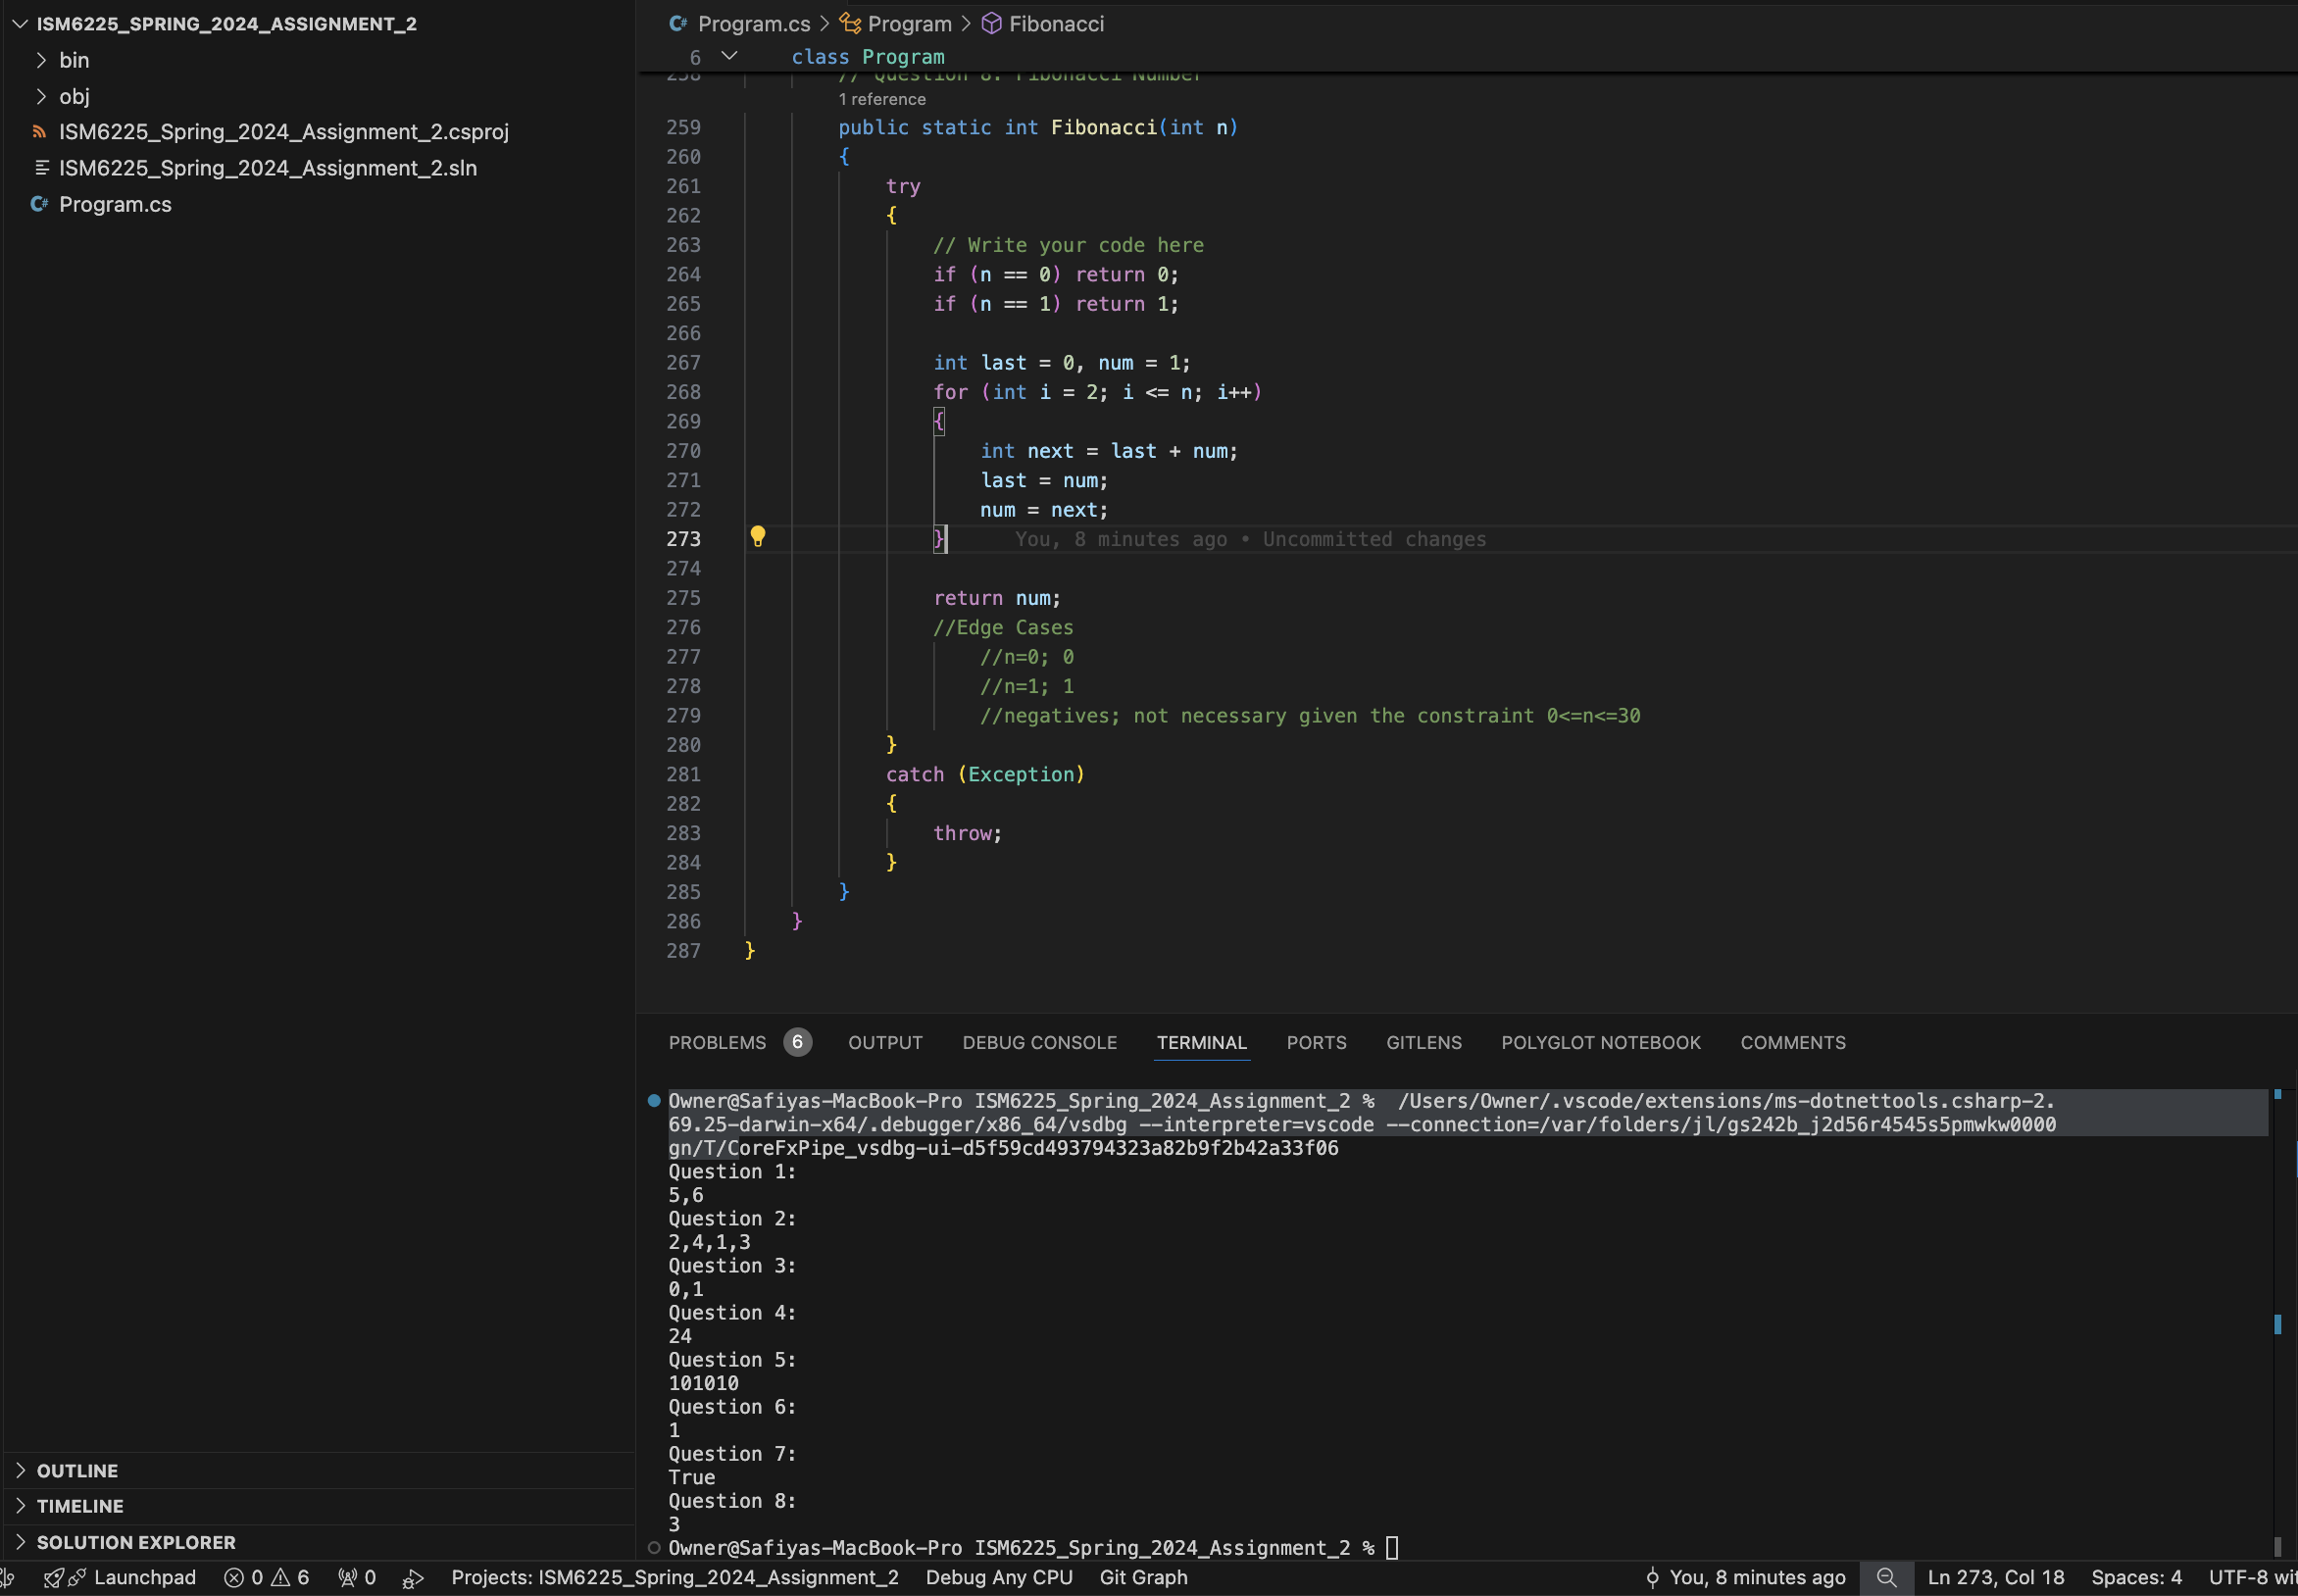 ISM6225_SPRING_2024_ASSIGNMENT_2
bin
obj
ISM6225_Spring_2024_Assignment_2.csproj
ISM6225_Spring_2024_Assignment_2.sln
Program.cs
OUTLINE
TIMELINE
SOLUTION EXPLORER
Program.cs > Program > Fibonacci
6 class Program
258 // Question 8: Fibonacci Number
1 reference
259 public static int Fibonacci(int n)
260 {
261 try
262 {
263 // Write your code here
264 if (n == 0) return 0;
265 if (n == 1) return 1;
266
267 int last = 0, num = 1;
268 for (int i = 2; i <= n; i++)
269 {
270 int next = last + num;
271 last = num;
272 num = next;
273 } You, 8 minutes ago • Uncommitted changes
274
275 return num;
276 //Edge Cases
277 //n=0; 0
278 //n=1; 1
279 //negatives; not necessary given the constraint 0<=n<=30
280 }
281 catch (Exception)
282 {
283 throw;
284 }
285 }
286 }
287 }
PROBLEMS 6 OUTPUT DEBUG CONSOLE TERMINAL PORTS GITLENS POLYGLOT NOTEBOOK COMMENTS
Owner@Safiyas-MacBook-Pro ISM6225_Spring_2024_Assignment_2 % /Users/Owner/.vscode/extensions/ms-dotnettools.csharp-2.
69.25-darwin-x64/.debugger/x86_64/vsdbg --interpreter=vscode --connection=/var/folders/jl/gs242b_j2d56r4545s5pmwkw0000
gn/T/CoreFxPipe_vsdbg-ui-d5f59cd493794323a82b9f2b42a33f06
Question 1:
5,6
Question 2:
2,4,1,3
Question 3:
0,1
Question 4:
24
Question 5:
101010
Question 6:
1
Question 7:
True
Question 8:
3
Owner@Safiyas-MacBook-Pro ISM6225_Spring_2024_Assignment_2 %
Launchpad 0 6 0 Projects: ISM6225_Spring_2024_Assignment_2 Debug Any CPU Git Graph You, 8 minutes ago Ln 273, Col 18 Spaces: 4 UTF-8 wi